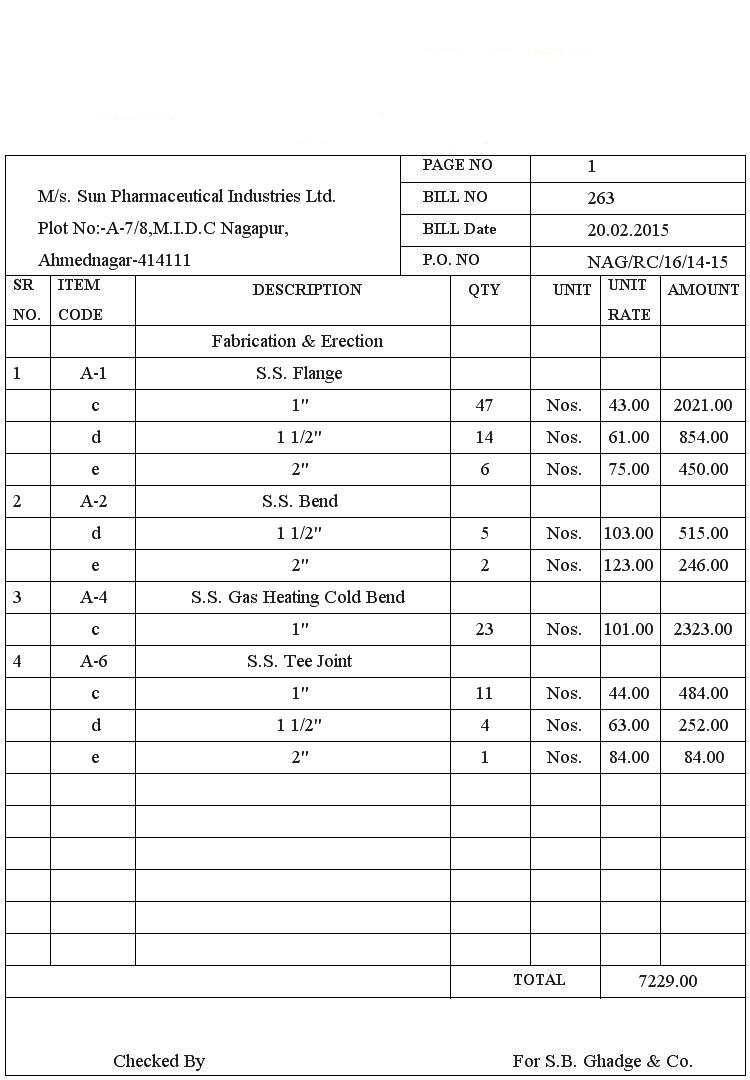 PAGE NO 1
M/s. Sun Pharmaceutical Industries Ltd. BILL NO 263
Plot No:-A-7/8,M.I.D.C Nagapur, BILL Date 20.02.2015
Ahmednagar-414111 P.O. NO NAG/RC/16/14-15
SR NO. ITEM CODE DESCRIPTION QTY UNIT UNIT RATE AMOUNT
Fabrication & Erection
1 A-1 S.S. Flange
c 1" 47 Nos. 43.00 2021.00
d 1 1/2" 14 Nos. 61.00 854.00
e 2" 6 Nos. 75.00 450.00
2 A-2 S.S. Bend
d 1 1/2" 5 Nos. 103.00 515.00
e 2" 2 Nos. 123.00 246.00
3 A-4 S.S. Gas Heating Cold Bend
c 1" 23 Nos. 101.00 2323.00
4 A-6 S.S. Tee Joint
c 1" 11 Nos. 44.00 484.00
d 1 1/2" 4 Nos. 63.00 252.00
e 2" 1 Nos. 84.00 84.00
TOTAL 7229.00
Checked By For S.B. Ghadge & Co.